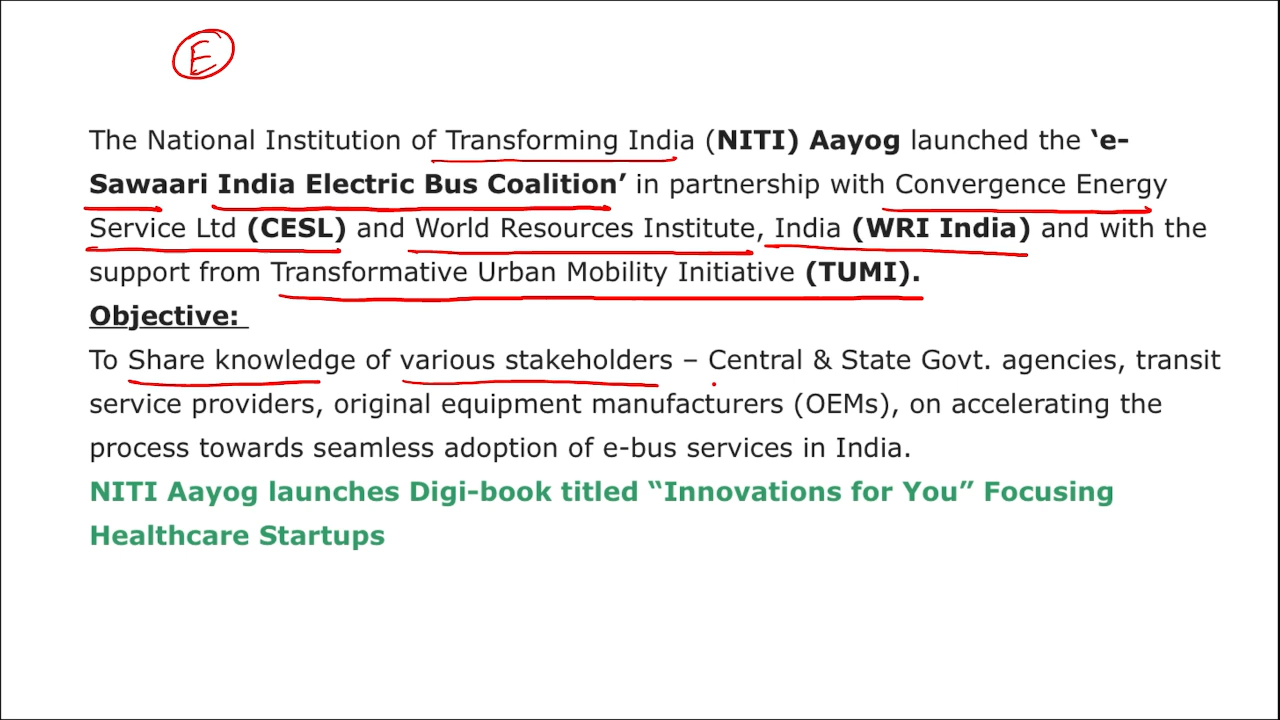 E
The National Institution of Transforming India (NITI) Aayog launched the ‘e-
Sawaari India Electric Bus Coalition’ in partnership with Convergence Energy
Service Ltd (CESL) and World Resources Institute, India (WRI India) and with the
support from Transformative Urban Mobility Initiative (TUMI).
Objective:
To Share knowledge of various stakeholders – Central & State Govt. agencies, transit
service providers, original equipment manufacturers (OEMs), on accelerating the
process towards seamless adoption of e-bus services in India.
NITI Aayog launches Digi-book titled “Innovations for You” Focusing
Healthcare Startups